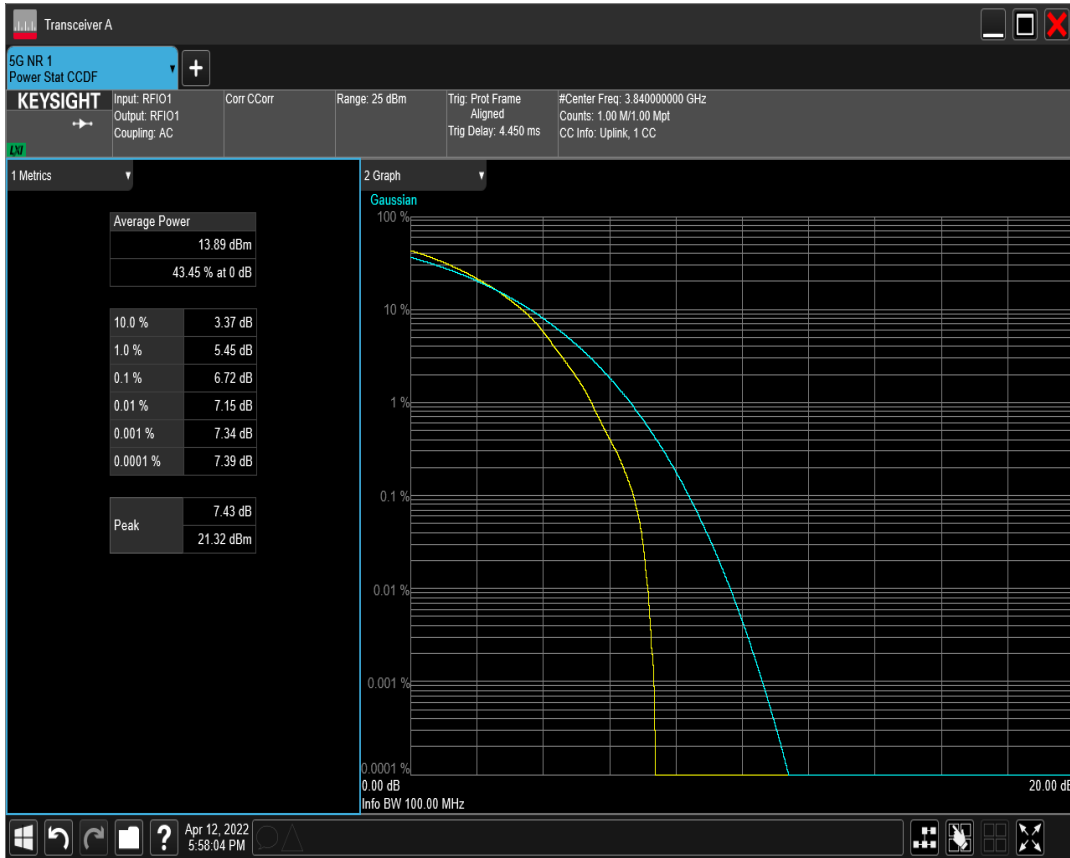 Transceiver A
5G NR 1
Power Stat CCDF
+
KEYSIGHT
LXI
Input: RFIO1
Output: RFIO1
Coupling: AC
Corr CCorr
Range: 25 dBm
Trig: Prot Frame
Aligned
Trig Delay: 4.450 ms
#Center Freq: 3.840000000 GHz
Counts: 1.00 M/1.00 Mpt
CC Info: Uplink, 1 CC
1 Metrics
Average Power
13.89 dBm
43.45 % at 0 dB
10.0 % 3.37 dB
1.0 % 5.45 dB
0.1 % 6.72 dB
0.01 % 7.15 dB
0.001 % 7.34 dB
0.0001 % 7.39 dB
Peak
7.43 dB
21.32 dBm
2 Graph
Gaussian
100 %
10 %
1 %
0.1 %
0.01 %
0.001 %
0.0001 %
0.00 dB 20.00 dB
Info BW 100.00 MHz
? Apr 12, 2022
5:58:04 PM